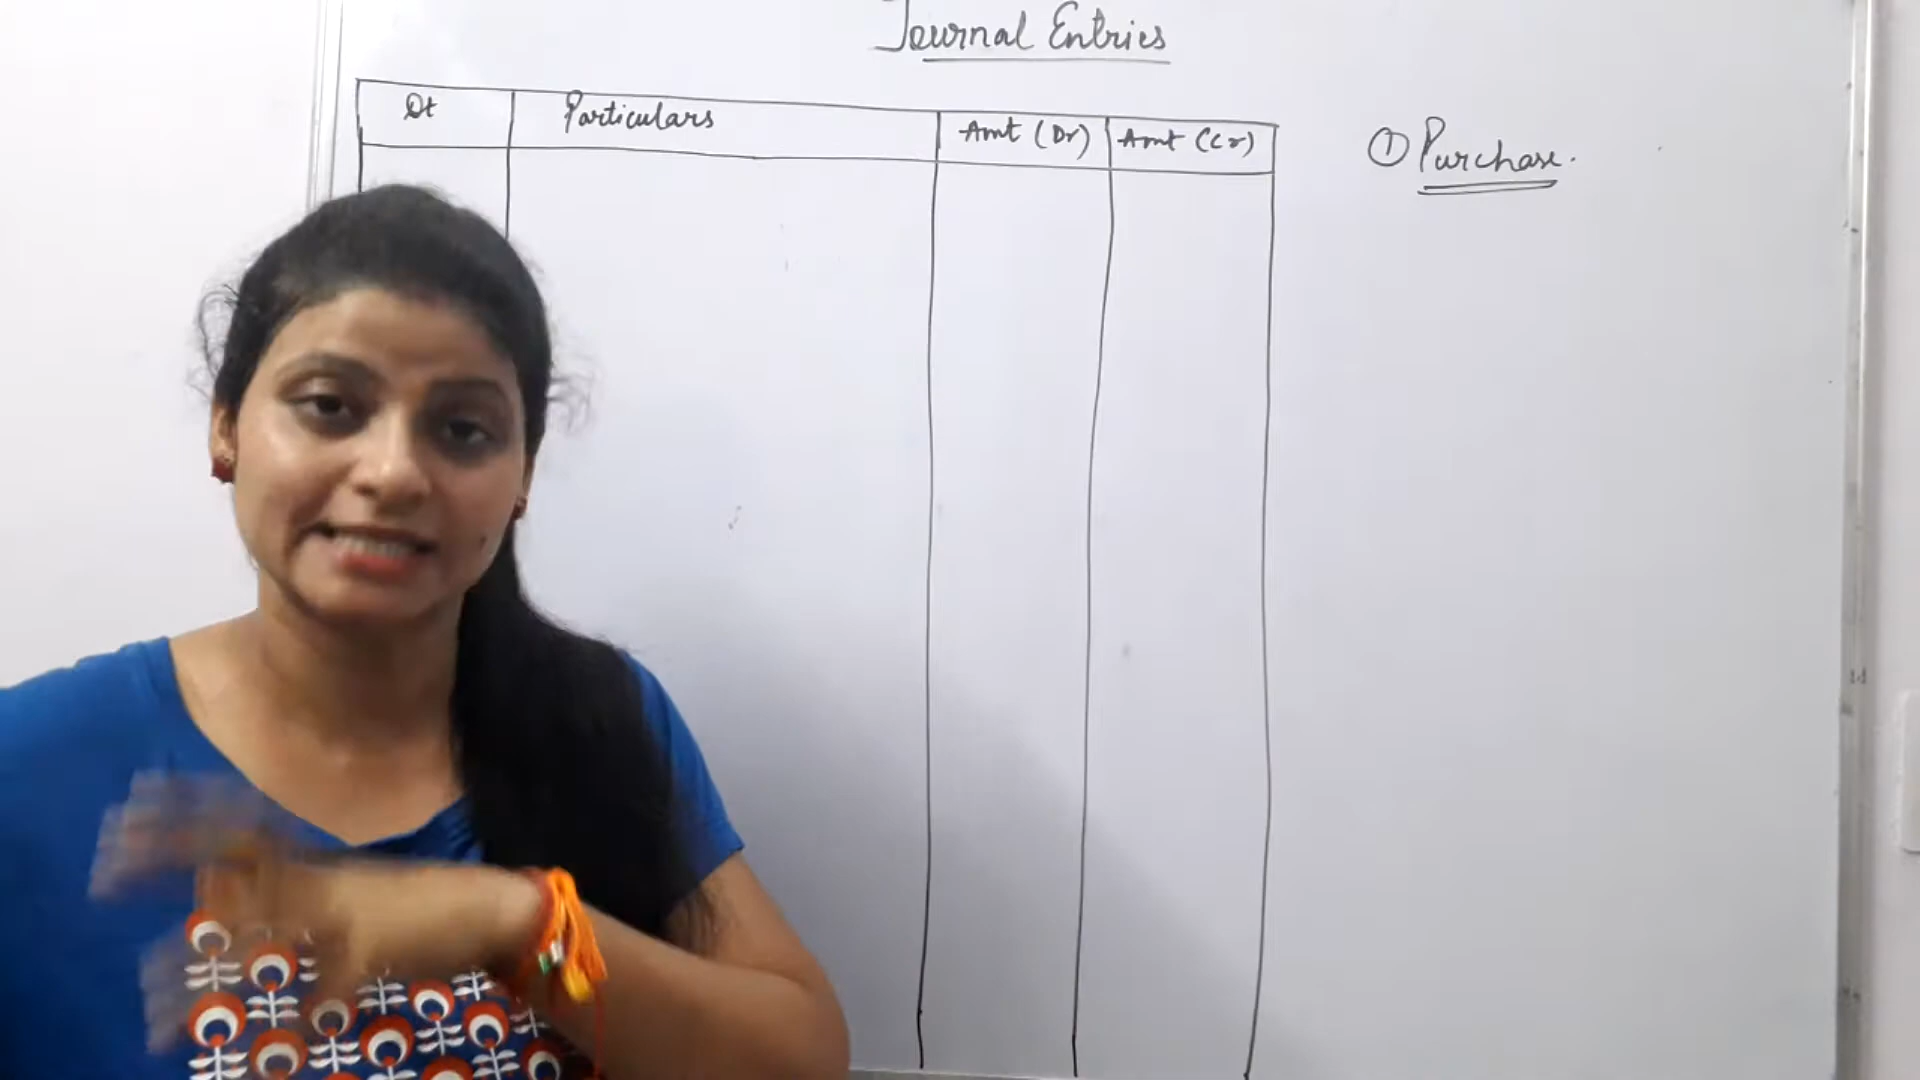 Journal Entries
Dt Particulars Amt (Dr) Amt (Cr)
① Purchase.